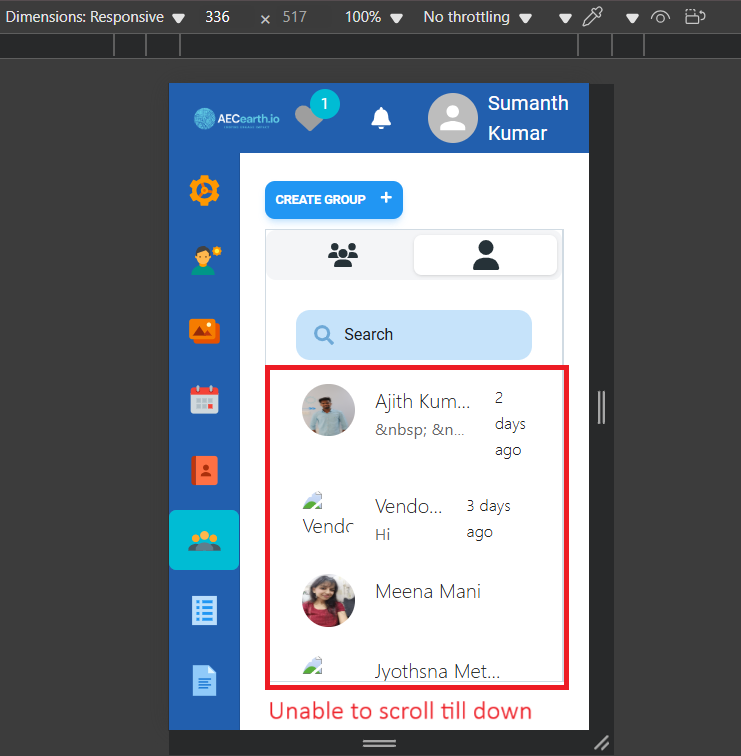 Dimensions: Responsive 336 × 517 100% No throttling
AECearth.io 1 Sumanth
Kumar
CREATE GROUP +
Search
Ajith Kum... 2
days
ago
&nbsp; &n...
Vendo... 3 days
ago
Vendo
Hi
Meena Mani
Jyothsna Met...
Unable to scroll till down